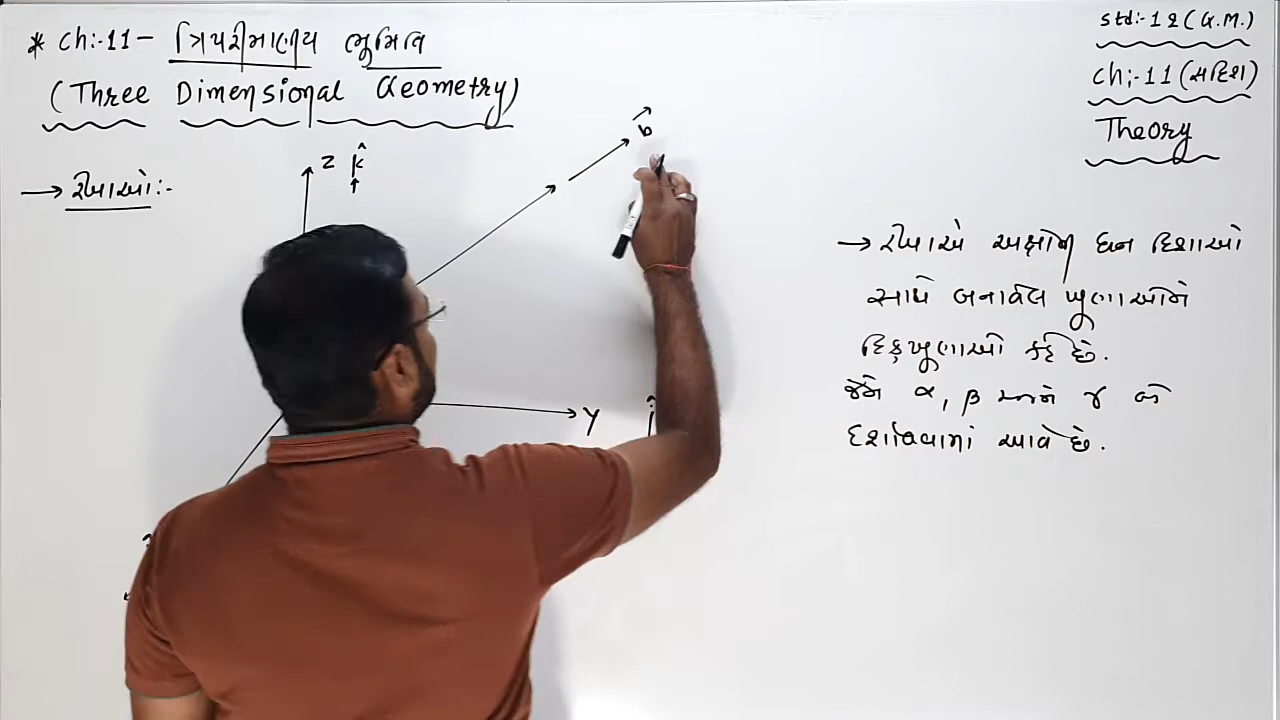 * Ch:-11 - ત્રિપરીમાણીય ભૂમિતિ
(Three Dimensional Geometry)
std:-12 (G.M.)
Ch:-11 (સદિશ)
Theory
→ રેખાઓ:-
z k̂
b⃗
y ĵ
→ રેખાએ અક્ષોની ઘન દિશાઓ
સાથે બનાવેલ ખૂણાઓને
દિક્ખૂણાઓ કહે છે.
જેને α, β અને γ વડે
દર્શાવવામાં આવે છે.